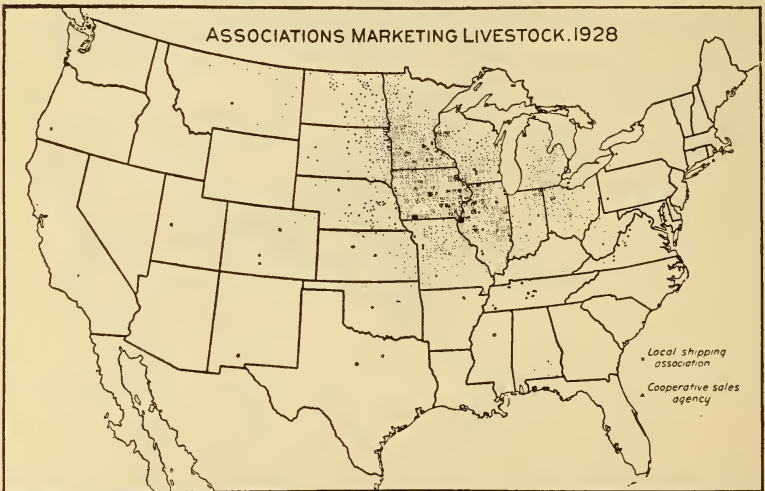 ASSOCIATIONS MARKETING LIVESTOCK.1928
Local shipping
association
Cooperative sales
agency